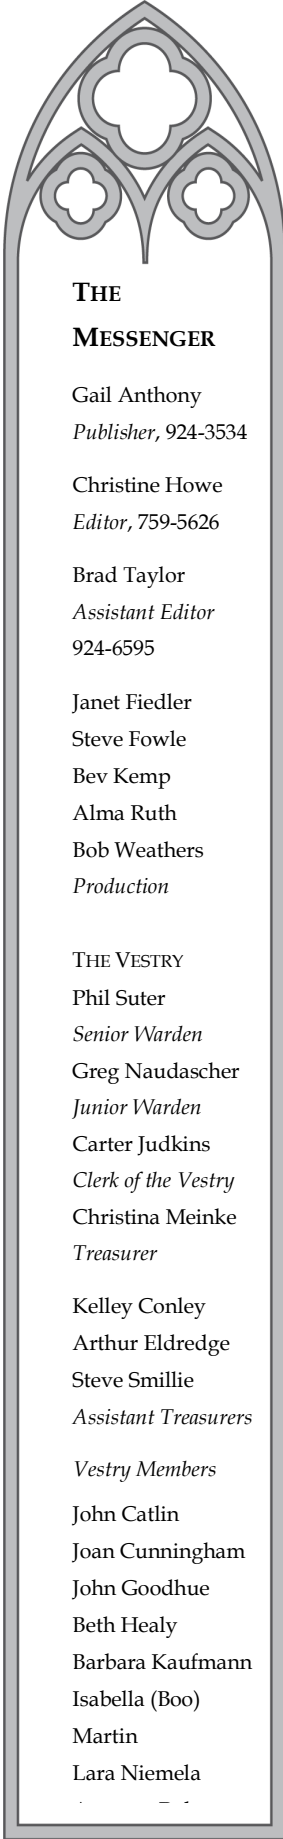 THE
MESSENGER
Gail Anthony
Publisher, 924-3534
Christine Howe
Editor, 759-5626
Brad Taylor
Assistant Editor
924-6595
Janet Fiedler
Steve Fowle
Bev Kemp
Alma Ruth
Bob Weathers
Production
THE VESTRY
Phil Suter
Senior Warden
Greg Naudascher
Junior Warden
Carter Judkins
Clerk of the Vestry
Christina Meinke
Treasurer
Kelley Conley
Arthur Eldredge
Steve Smillie
Assistant Treasurers
Vestry Members
John Catlin
Joan Cunningham
John Goodhue
Beth Healy
Barbara Kaufmann
Isabella (Boo)
Martin
Lara Niemela